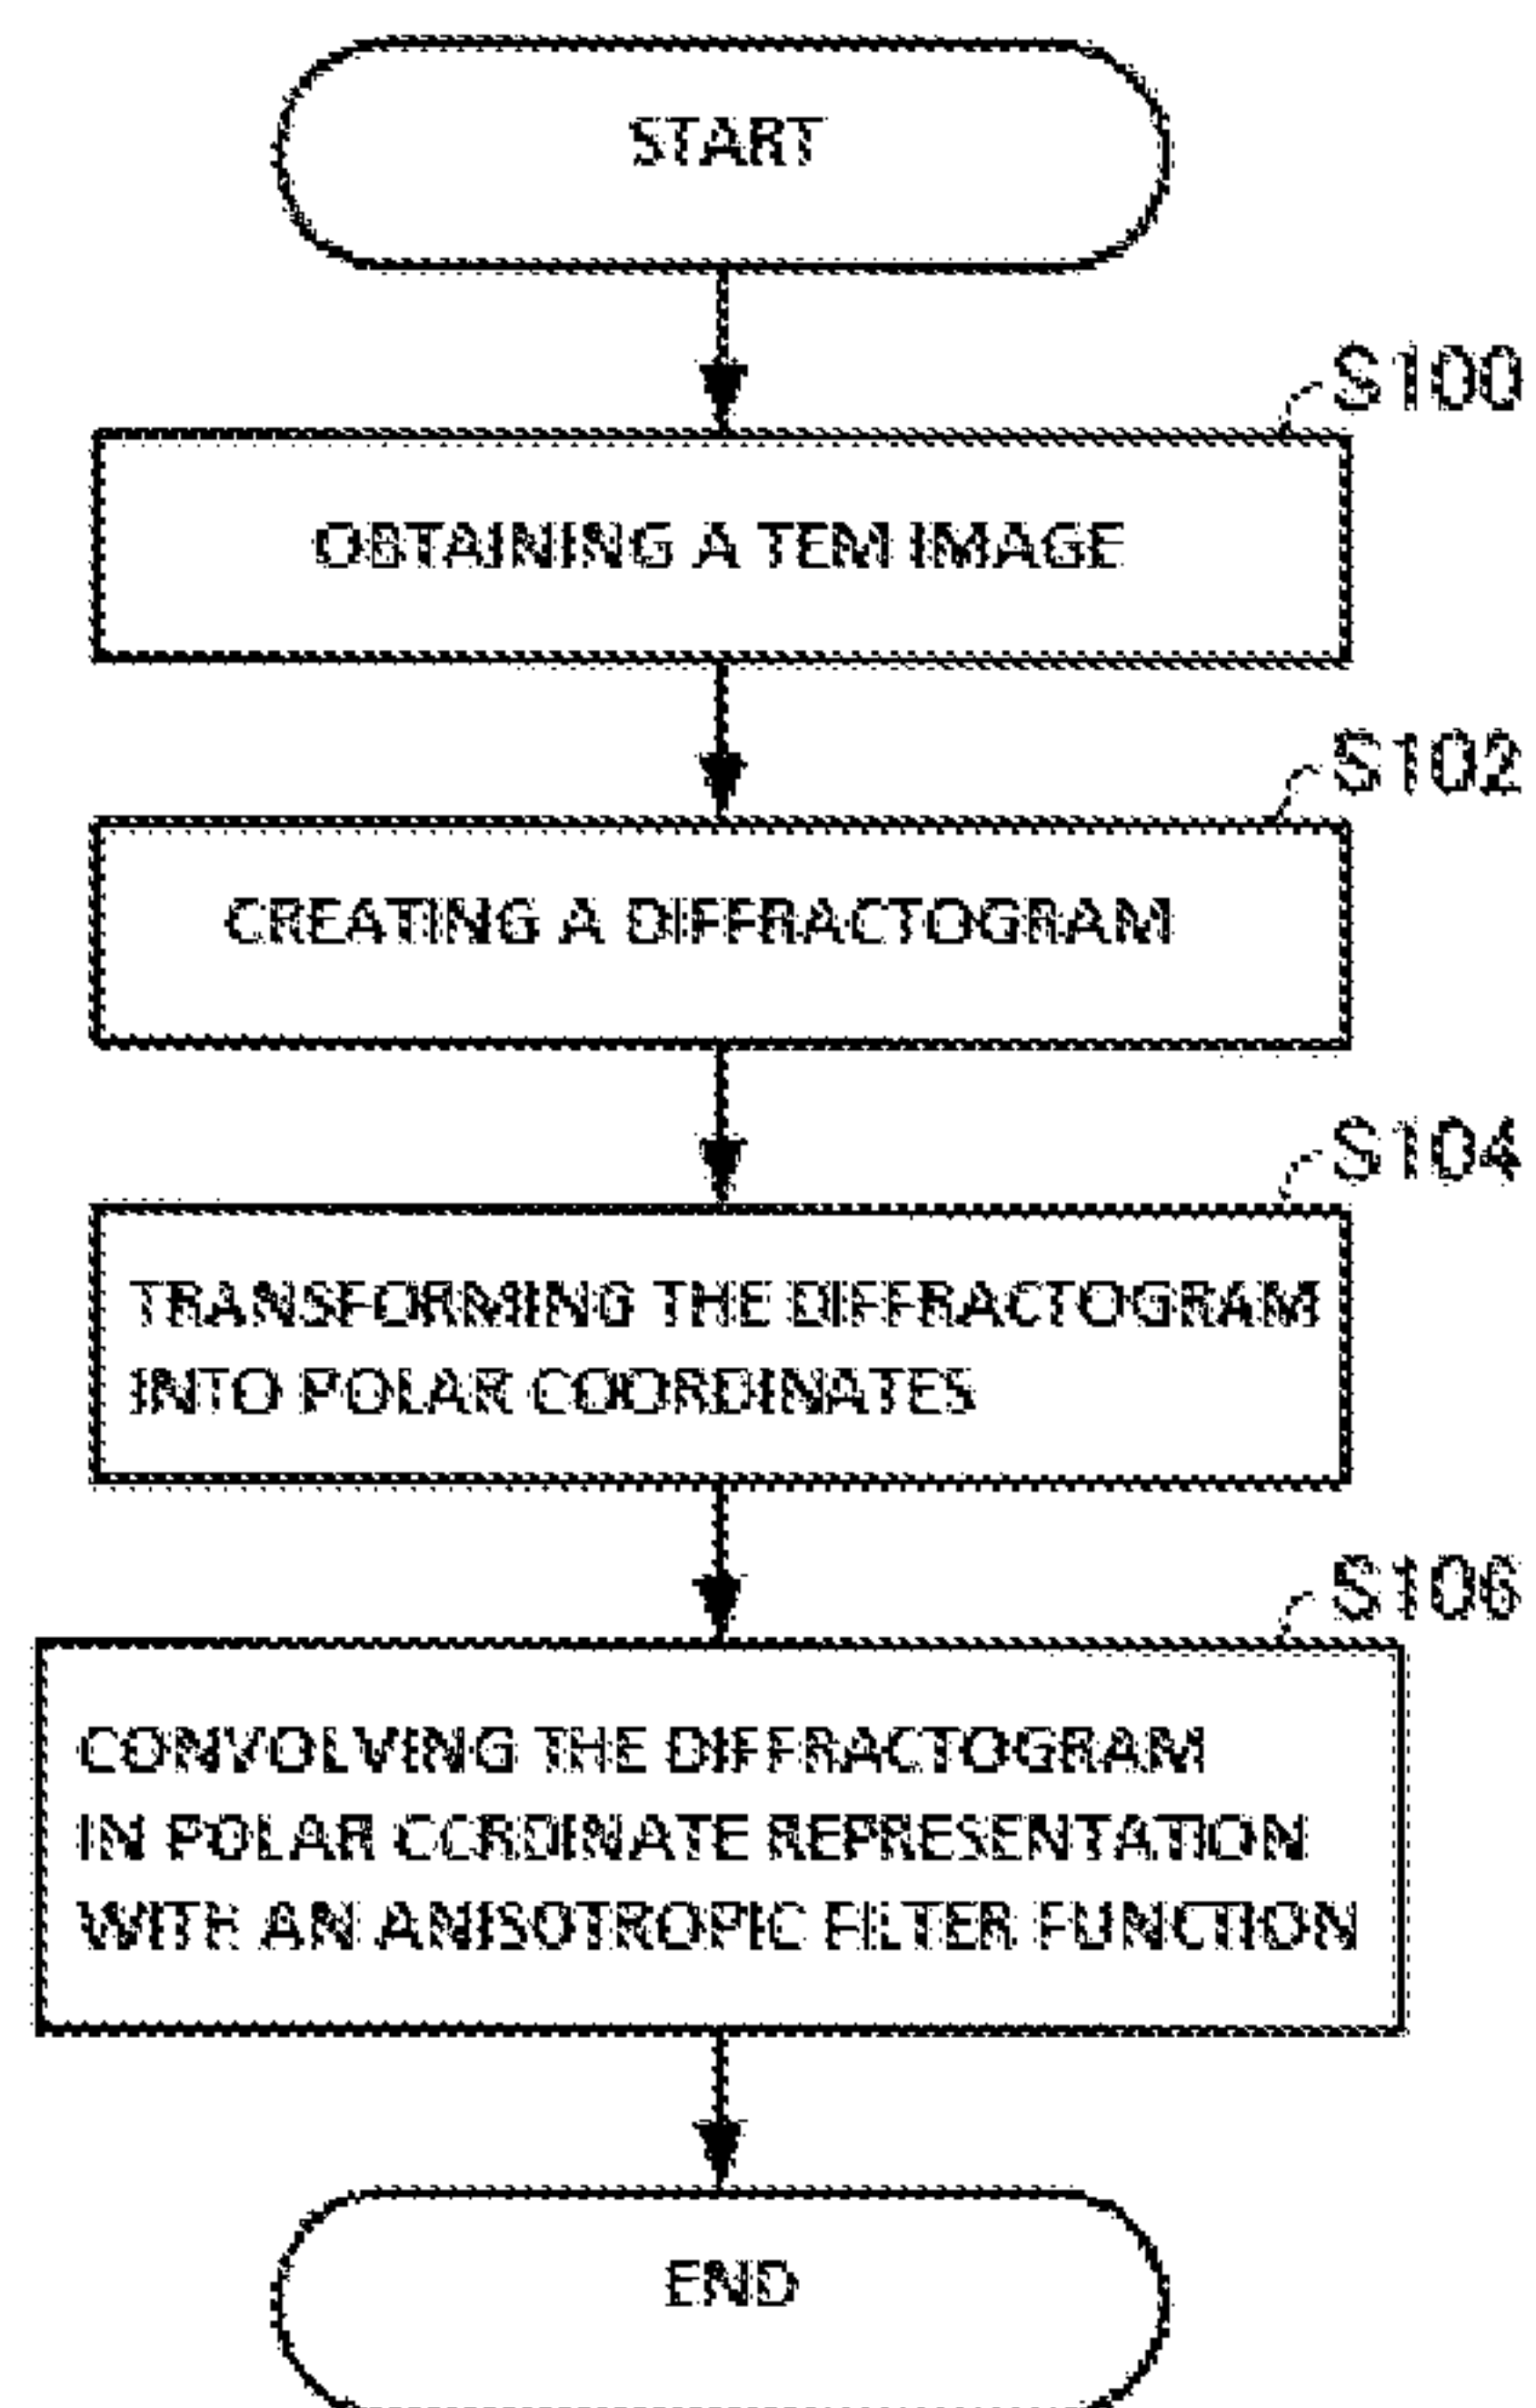 START
S100
OBTAINING A TEM IMAGE
S102
CREATING A DIFFRACTOGRAM
S104
TRANSFORMING THE DIFFRACTOGRAM
INTO POLAR COORDINATES
S106
CONVOLVING THE DIFFRACTOGRAM
IN POLAR CCRDINATE REPRESENTATION
WITH AN ANISOTROPIC FILTER FUNCTION
END